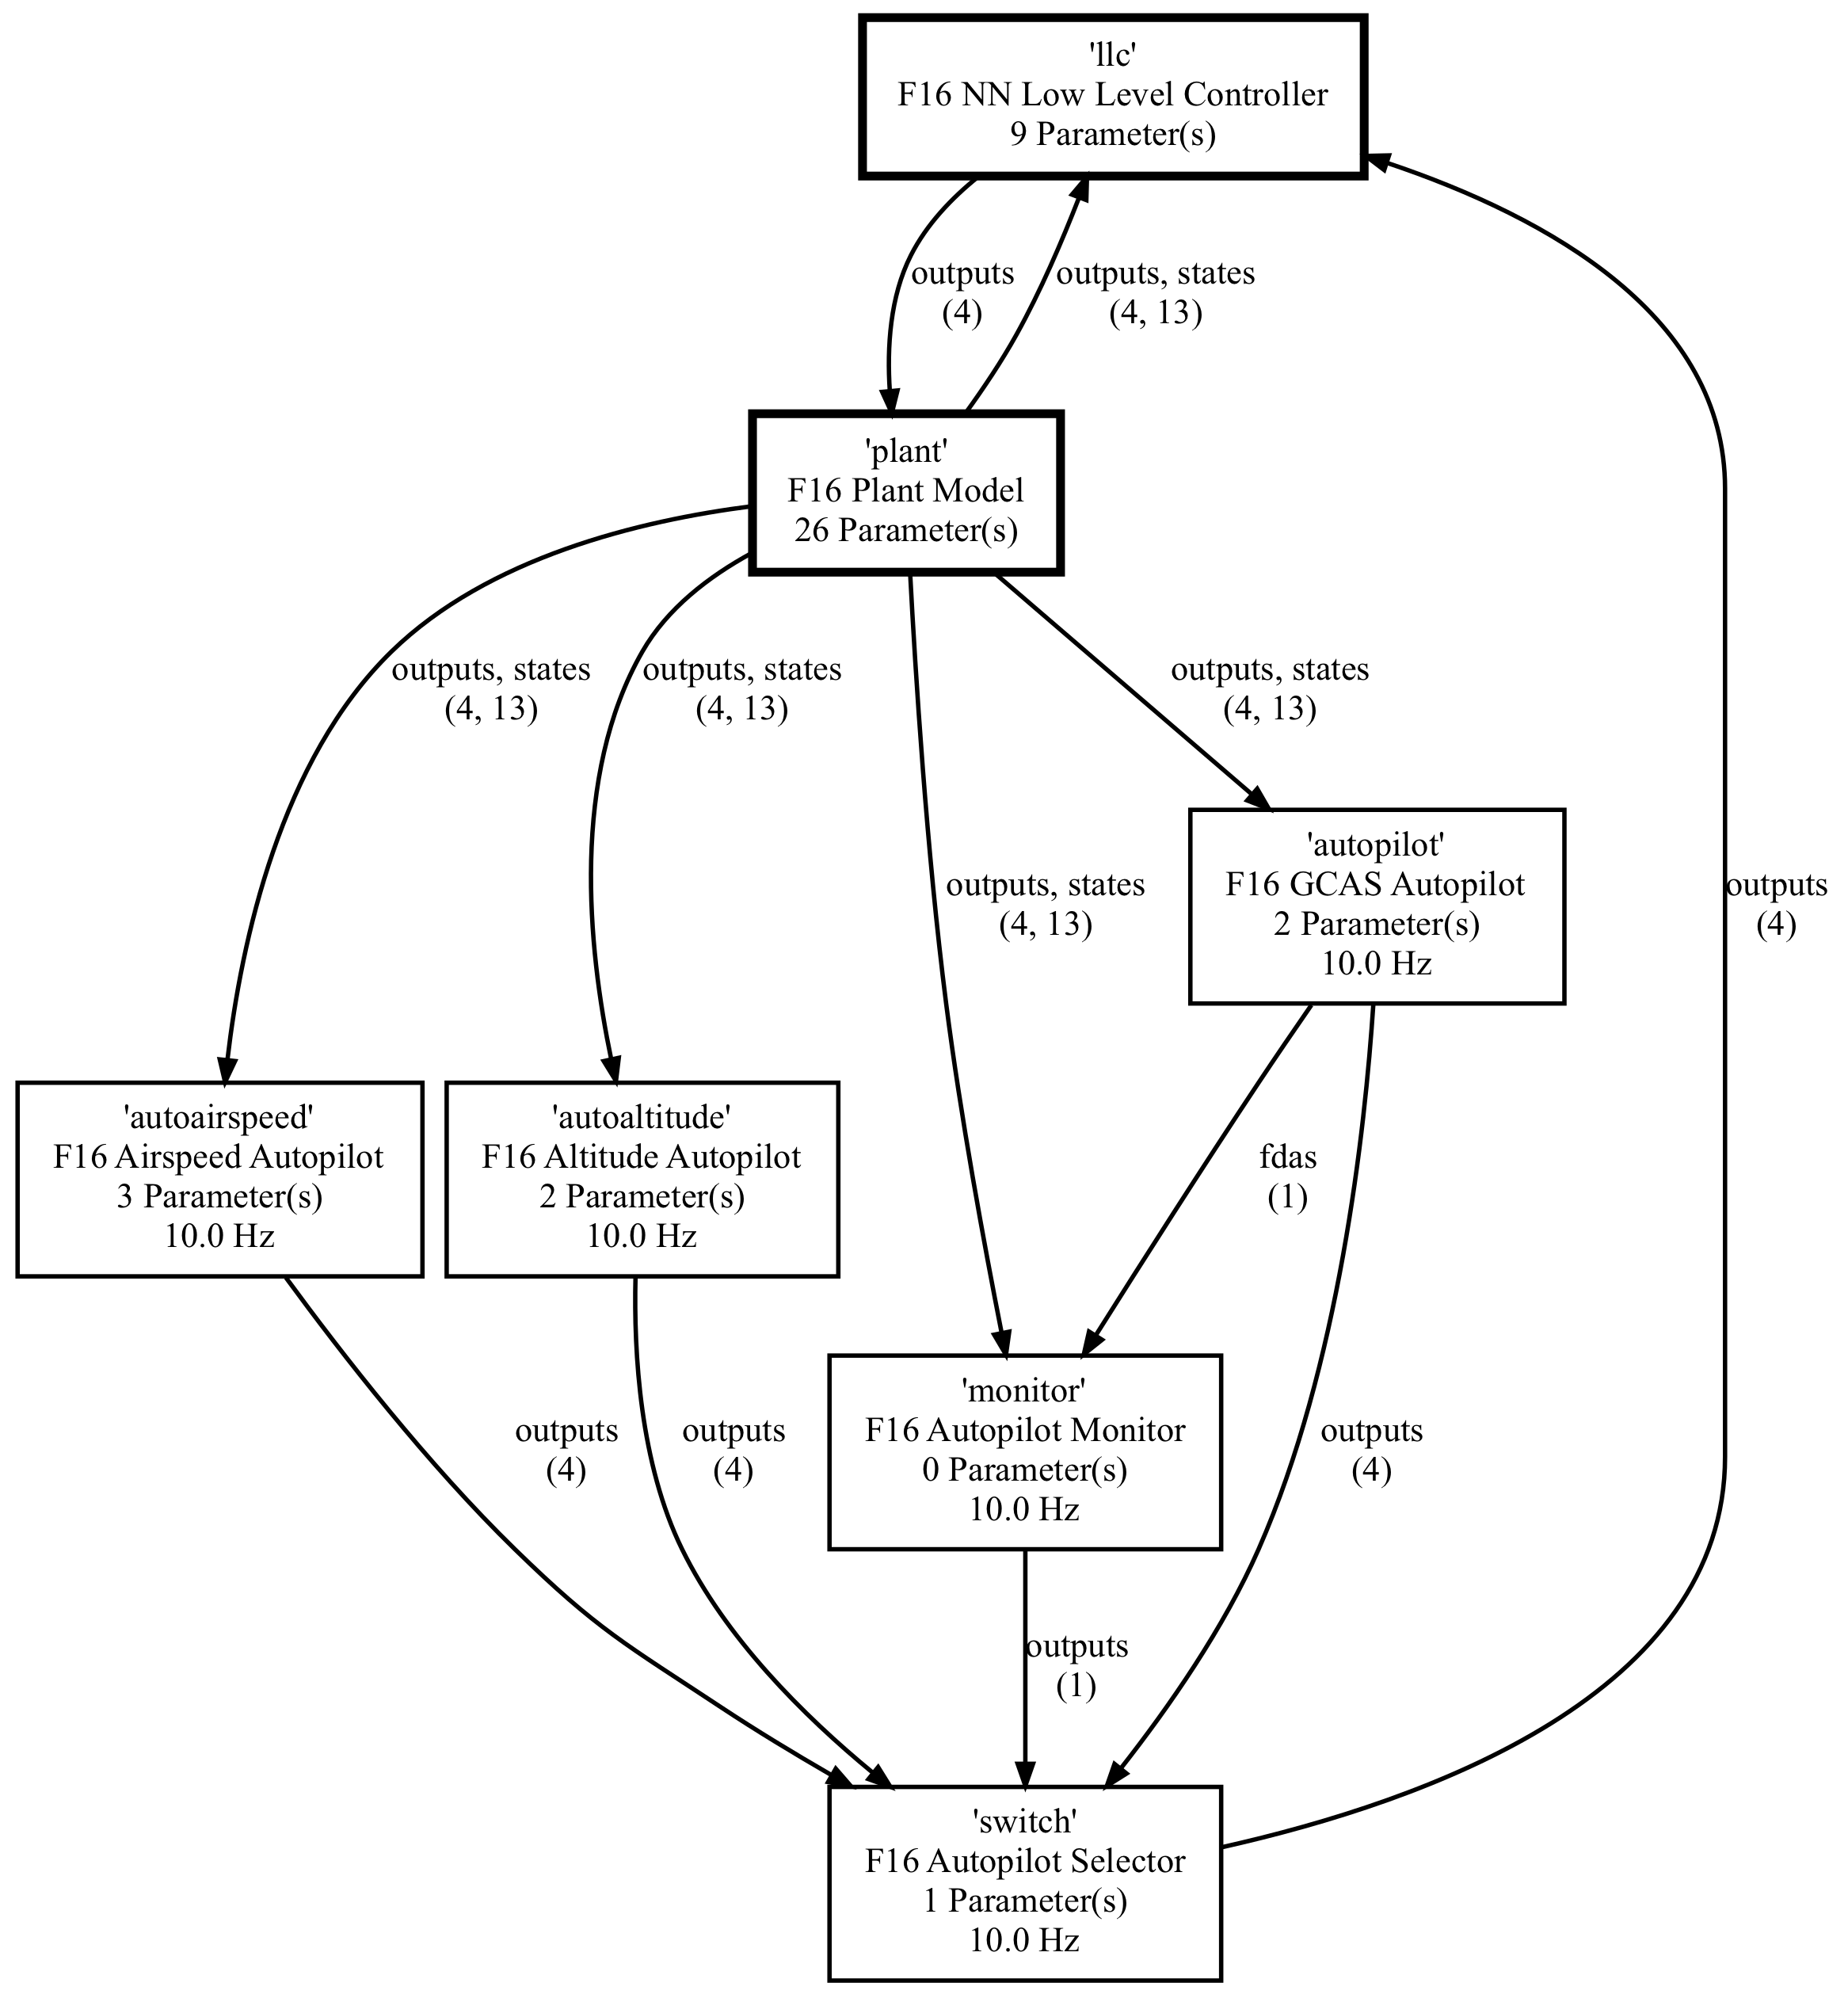 'llc'
F16 NN Low Level Controller
9 Parameter(s)
outputs
(4)
outputs, states
(4, 13)
'plant'
F16 Plant Model
26 Parameter(s)
outputs, states
(4, 13)
outputs, states
(4, 13)
outputs, states
(4, 13)
outputs, states
(4, 13)
'autopilot'
F16 GCAS Autopilot
2 Parameter(s)
10.0 Hz
outputs
(4)
'autoairspeed'
F16 Airspeed Autopilot
3 Parameter(s)
10.0 Hz
'autoaltitude'
F16 Altitude Autopilot
2 Parameter(s)
10.0 Hz
fdas
(1)
outputs
(4)
outputs
(4)
'monitor'
F16 Autopilot Monitor
0 Parameter(s)
10.0 Hz
outputs
(4)
outputs
(1)
'switch'
F16 Autopilot Selector
1 Parameter(s)
10.0 Hz